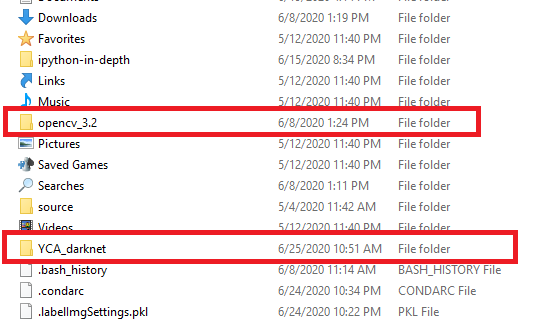 Downloads 6/8/2020 1:19 PM File folder
Favorites 5/12/2020 11:40 PM File folder
ipython-in-depth 6/15/2020 8:34 PM File folder
Links 5/12/2020 11:40 PM File folder
Music 5/12/2020 11:40 PM File folder
opencv_3.2 6/8/2020 1:24 PM File folder
Pictures 5/12/2020 11:40 PM File folder
Saved Games 5/12/2020 11:40 PM File folder
Searches 6/8/2020 1:11 PM File folder
source 5/4/2020 11:42 AM File folder
Videos 5/12/2020 11:40 PM File folder
YCA_darknet 6/25/2020 10:51 AM File folder
.bash_history 6/8/2020 11:14 AM BASH_HISTORY File
.condarc 6/24/2020 10:34 PM CONDARC File
.labelImgSettings.pkl 6/24/2020 10:22 PM PKL File